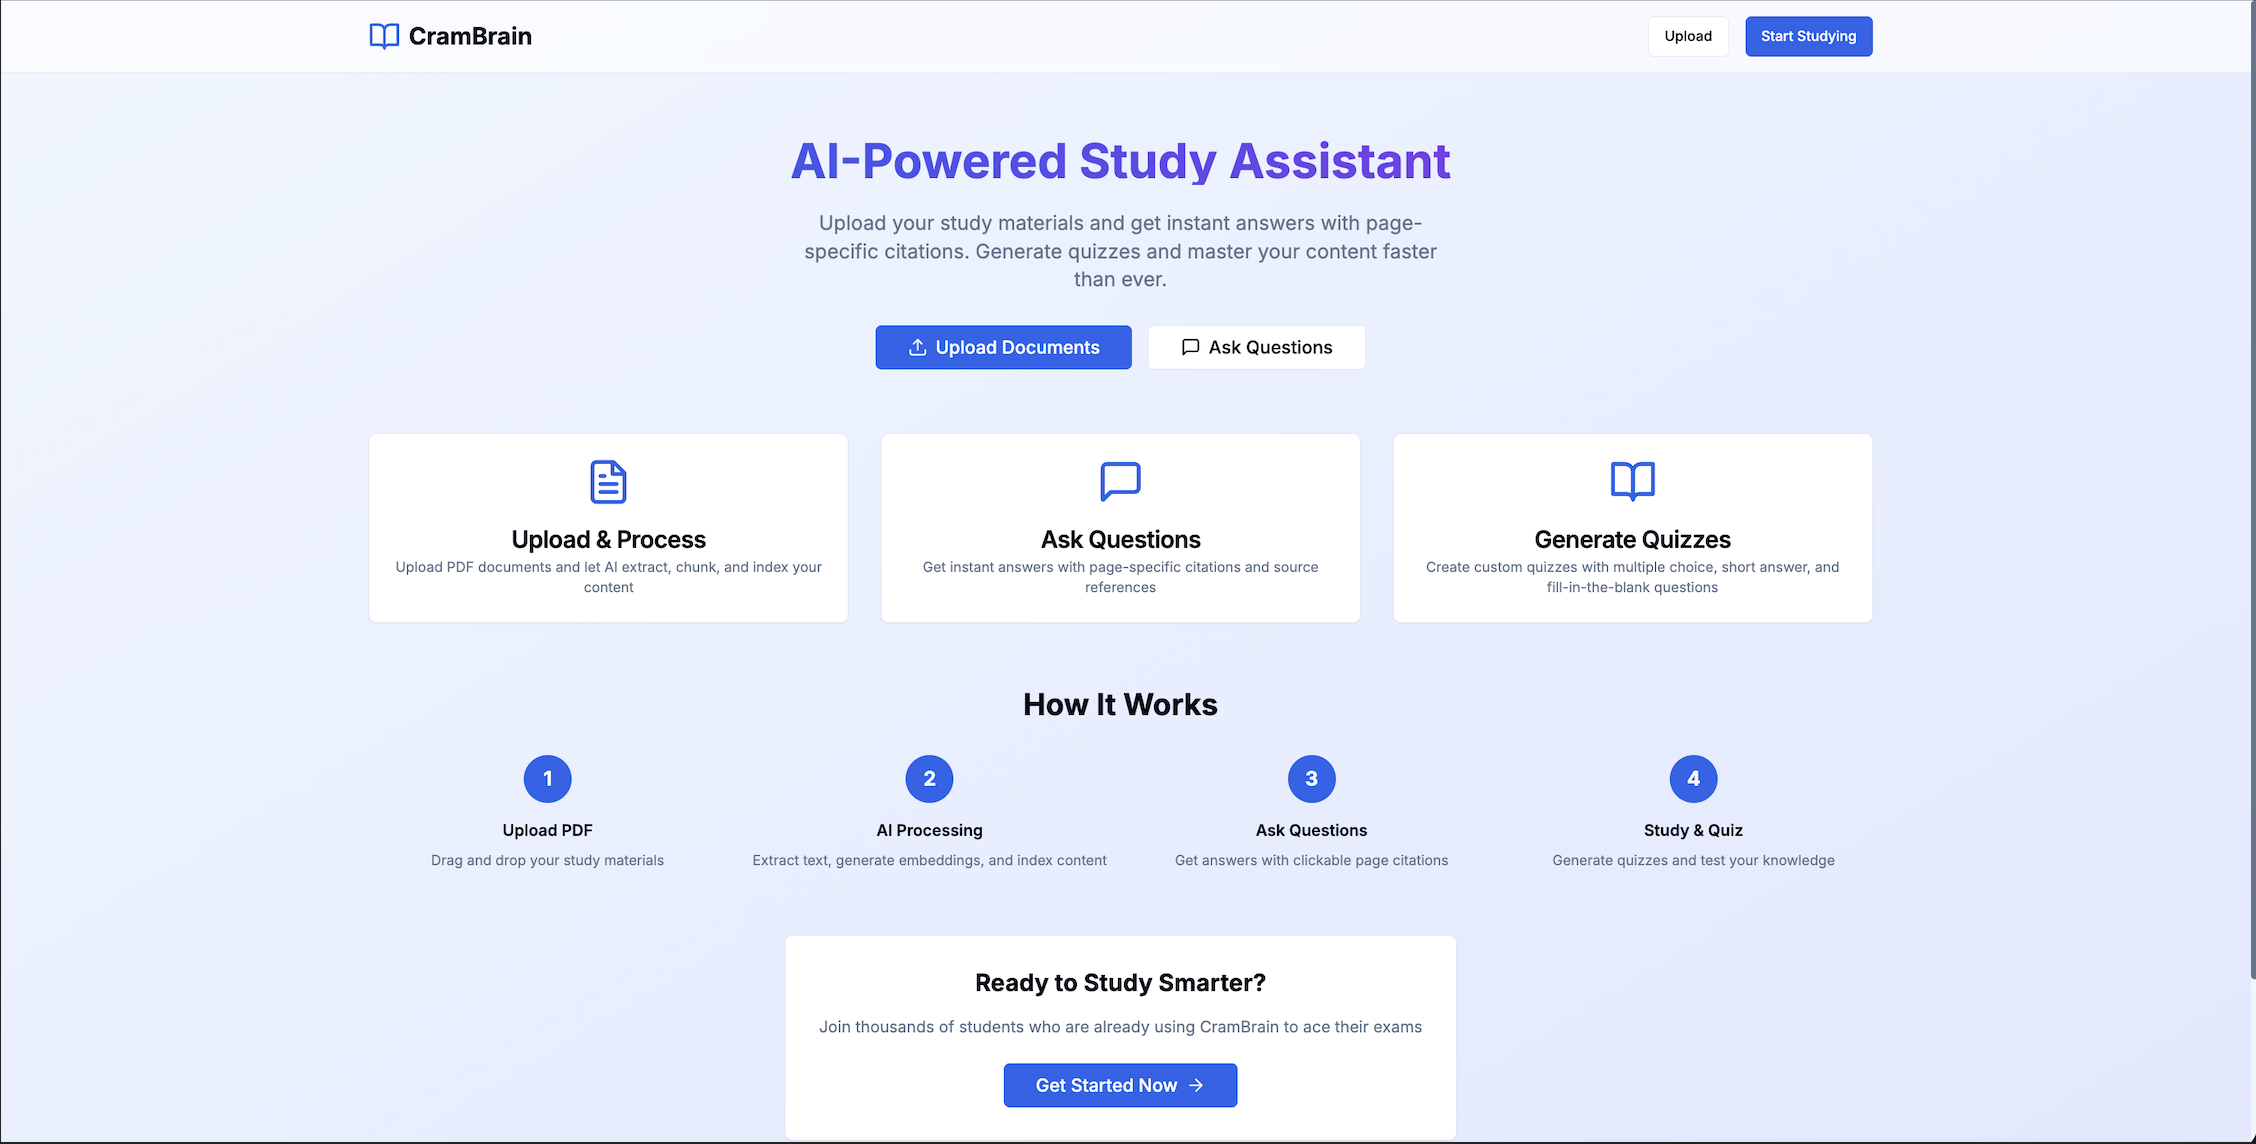 CramBrain
Upload
Start Studying
AI-Powered Study Assistant
Upload your study materials and get instant answers with page-
specific citations. Generate quizzes and master your content faster
than ever.
Upload Documents
Ask Questions
Upload & Process
Upload PDF documents and let AI extract, chunk, and index your
content
Ask Questions
Get instant answers with page-specific citations and source
references
Generate Quizzes
Create custom quizzes with multiple choice, short answer, and
fill-in-the-blank questions
How It Works
1
Upload PDF
Drag and drop your study materials
2
AI Processing
Extract text, generate embeddings, and index content
3
Ask Questions
Get answers with clickable page citations
4
Study & Quiz
Generate quizzes and test your knowledge
Ready to Study Smarter?
Join thousands of students who are already using CramBrain to ace their exams
Get Started Now